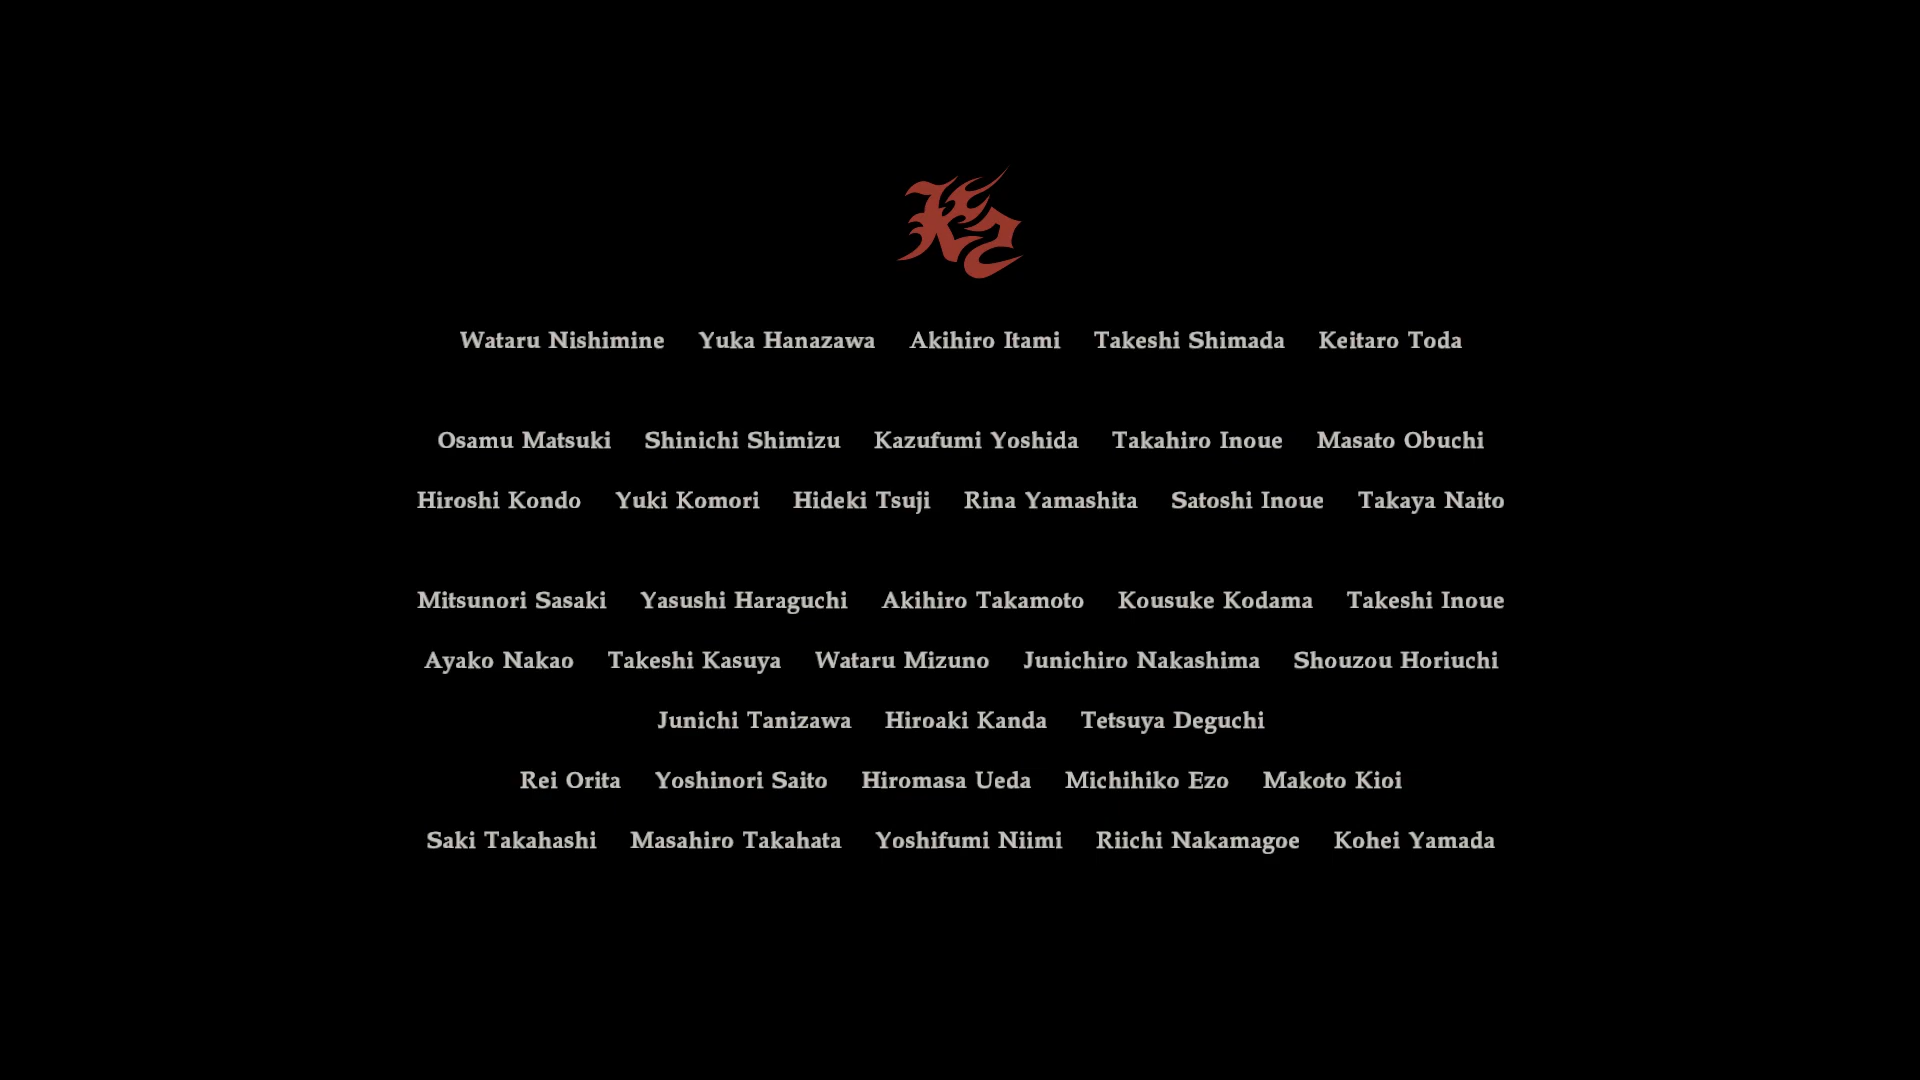 K2
Wataru Nishimine Yuka Hanazawa Akihiro Itami Takeshi Shimada Keitaro Toda
Osamu Matsuki Shinichi Shimizu Kazufumi Yoshida Takahiro Inoue Masato Obuchi
Hiroshi Kondo Yuki Komori Hideki Tsuji Rina Yamashita Satoshi Inoue Takaya Naito
Mitsunori Sasaki Yasushi Haraguchi Akihiro Takamoto Kousuke Kodama Takeshi Inoue
Ayako Nakao Takeshi Kasuya Wataru Mizuno Junichiro Nakashima Shouzou Horiuchi
Junichi Tanizawa Hiroaki Kanda Tetsuya Deguchi
Rei Orita Yoshinori Saito Hiromasa Ueda Michihiko Ezo Makoto Kioi
Saki Takahashi Masahiro Takahata Yoshifumi Niimi Riichi Nakamagoe Kohei Yamada